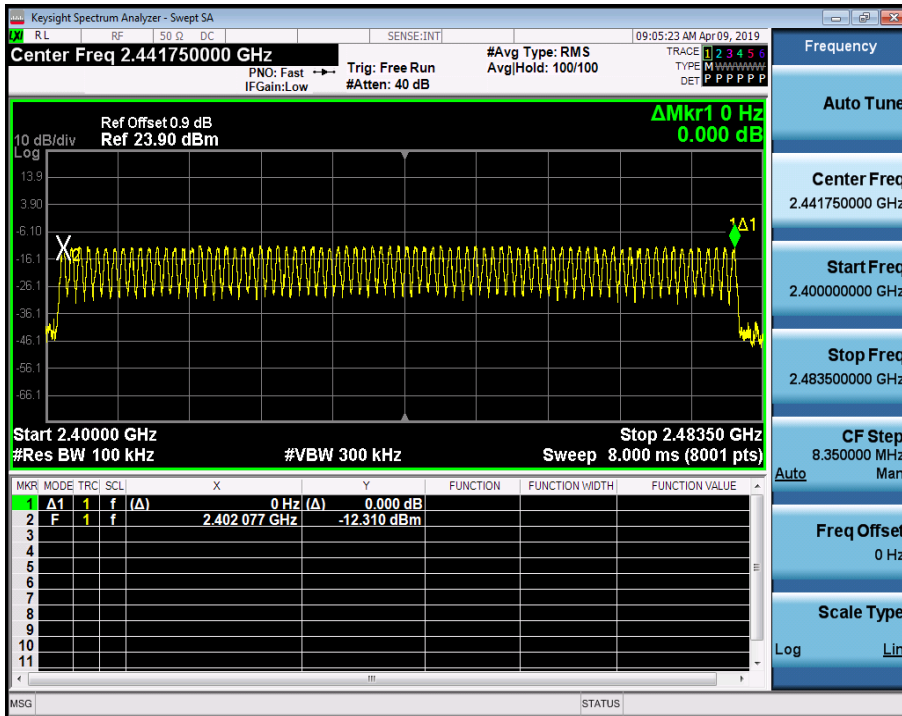 Keysight Spectrum Analyzer - Swept SA
LXI RL RF 50 Ω DC SENSE:INT 09:05:23 AM Apr 09, 2019
Center Freq 2.441750000 GHz
PNO: Fast
IFGain:Low
Trig: Free Run
#Atten: 40 dB
#Avg Type: RMS
Avg|Hold: 100/100
TRACE 1 2 3 4 5 6
TYPE M WWWWW
DET P P P P P P
ΔMkr1 0 Hz
0.000 dB
10 dB/div
Log
Ref Offset 0.9 dB
Ref 23.90 dBm
13.9
3.90
-6.10
-16.1
-26.1
-36.1
-46.1
-56.1
-66.1
X2
1Δ1
Start 2.40000 GHz Stop 2.48350 GHz
#Res BW 100 kHz #VBW 300 kHz Sweep 8.000 ms (8001 pts)
MKR MODE TRC SCL X Y FUNCTION FUNCTION WIDTH FUNCTION VALUE
1 Δ1 1 f (Δ) 0 Hz (Δ) 0.000 dB
2 F 1 f 2.402 077 GHz -12.310 dBm
3
4
5
6
7
8
9
10
11
MSG STATUS
Frequency
Auto Tune
Center Freq
2.441750000 GHz
Start Freq
2.400000000 GHz
Stop Freq
2.483500000 GHz
CF Step
8.350000 MHz
Auto Man
Freq Offset
0 Hz
Scale Type
Log Lin